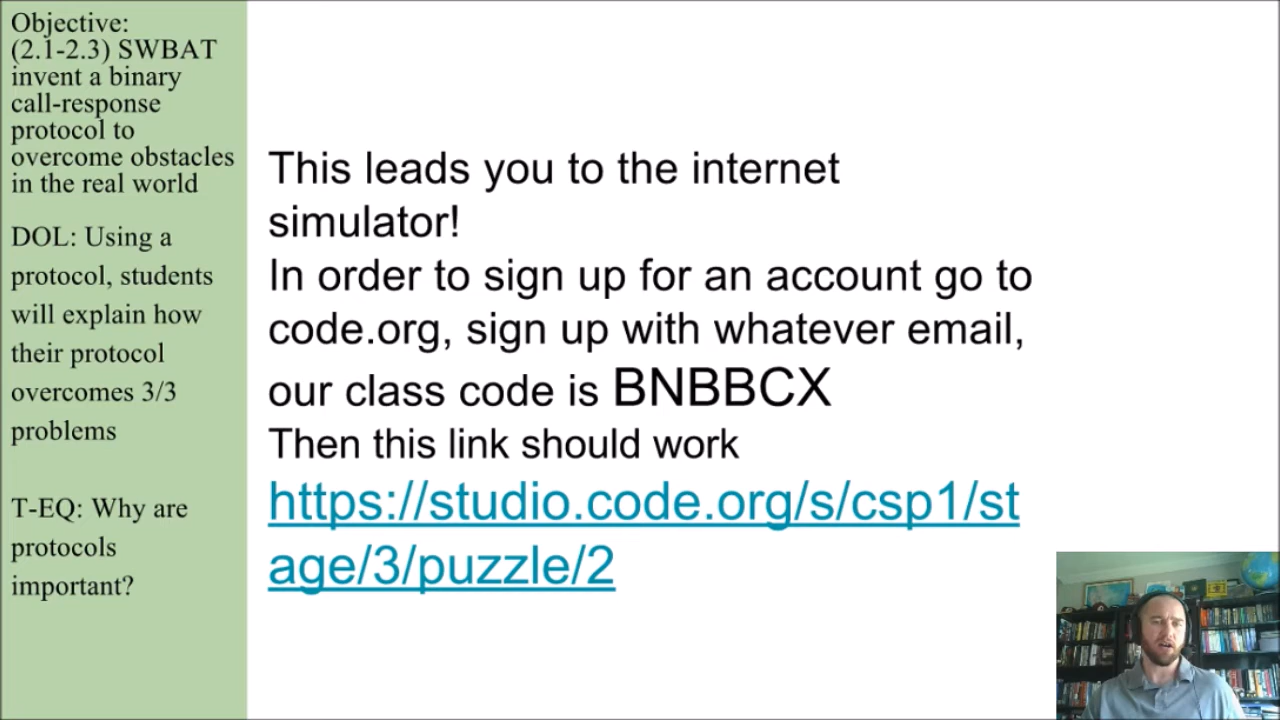 Objective:
(2.1-2.3) SWBAT
invent a binary
call-response
protocol to
overcome obstacles
in the real world
DOL: Using a
protocol, students
will explain how
their protocol
overcomes 3/3
problems
T-EQ: Why are
protocols
important?
This leads you to the internet
simulator!
In order to sign up for an account go to
code.org, sign up with whatever email,
our class code is BNBBCX
Then this link should work
https://studio.code.org/s/csp1/st
age/3/puzzle/2